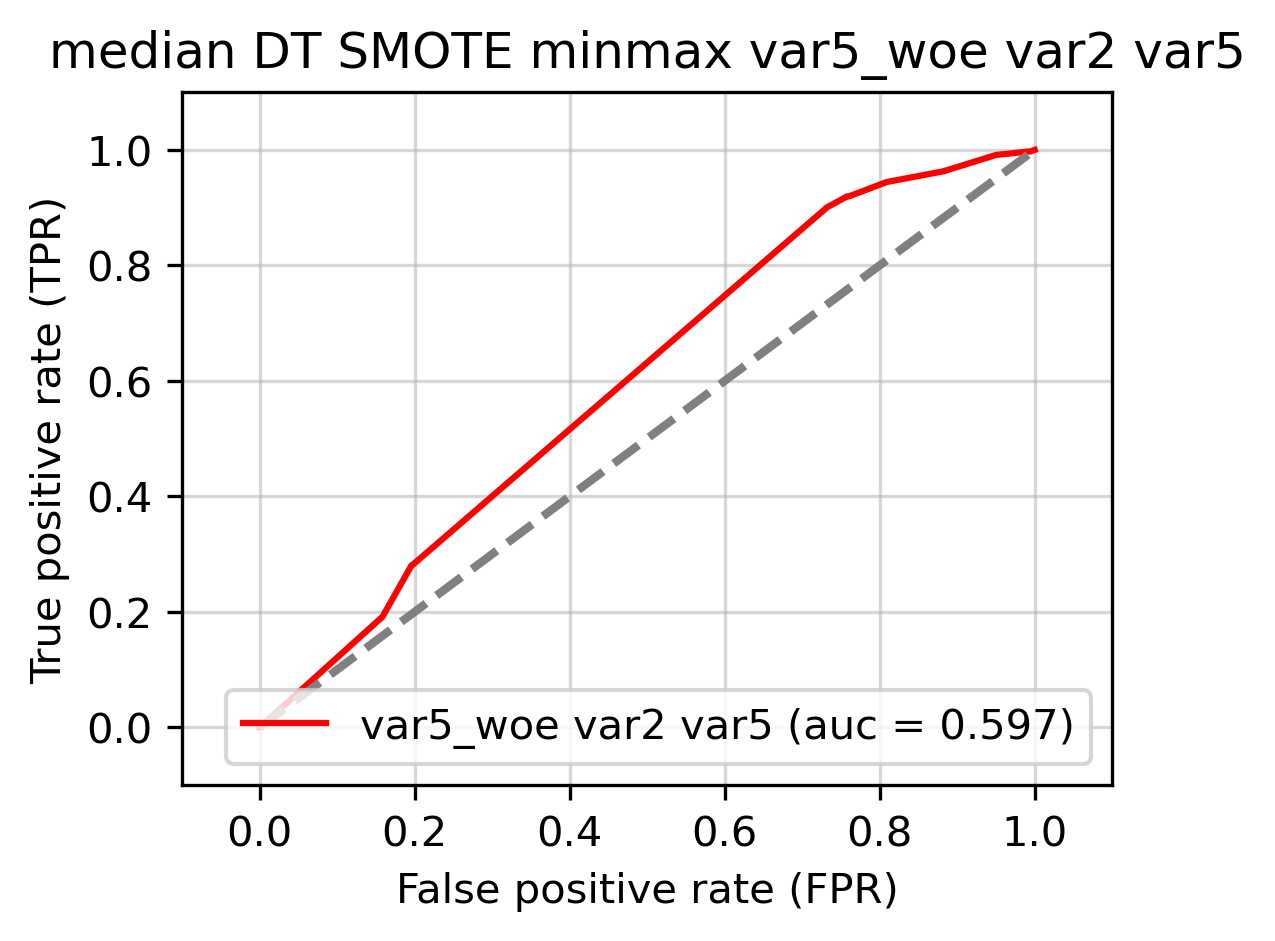 median DT SMOTE minmax var5_woe var2 var5
1.0
0.8
0.6
0.4
0.2
0.0
True positive rate (TPR)
var5_woe var2 var5 (auc = 0.597)
0.0 0.2 0.4 0.6 0.8 1.0
False positive rate (FPR)